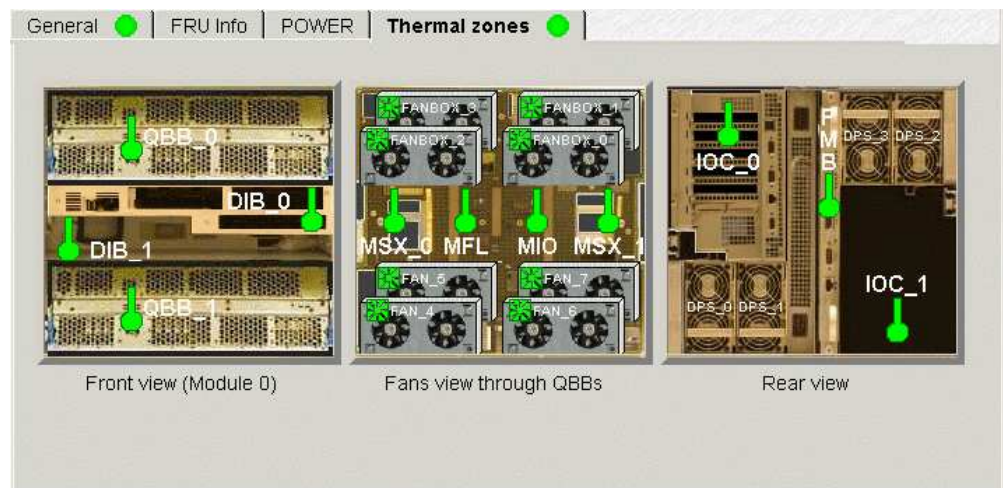 General FRU Info POWER Thermal zones
QBB_0
DIB_0
DIB_1
QBB_1
Front view (Module 0)
FANBOX_3 FANBOX_1
FANBOX_2 FANBOX_0
MSX_0 MFL MIO MSX_1
FAN_5 FAN_7
FAN_4 FAN_6
Fans view through QBBs
IOC_0
PMB
DPS_3 DPS_2
IOC_1
DPS_0 DPS_1
Rear view